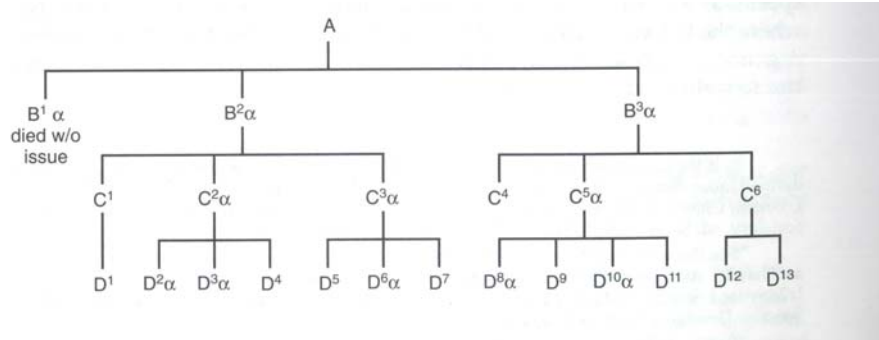 A
B¹ α
died w/o
issue
B²α
B³α
C¹
C²α
C³α
C⁴
C⁵α
C⁶
D¹
D²α
D³α
D⁴
D⁵
D⁶α
D⁷
D⁸α
D⁹
D¹⁰α
D¹¹
D¹²
D¹³